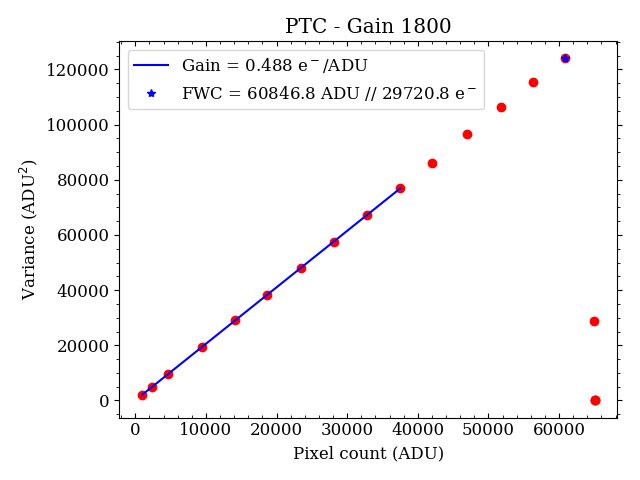 PTC - Gain 1800
Gain = 0.488 e⁻/ADU
FWC = 60846.8 ADU // 29720.8 e⁻
Variance (ADU²)
120000
100000
80000
60000
40000
20000
0
0 10000 20000 30000 40000 50000 60000
Pixel count (ADU)